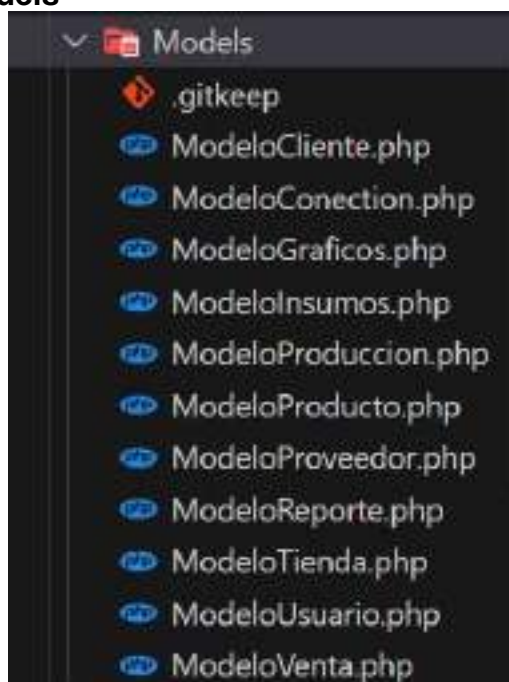 Models
.gitkeep
ModeloCliente.php
ModeloConection.php
ModeloGraficos.php
ModeloInsumos.php
ModeloProduccion.php
ModeloProducto.php
ModeloProveedor.php
ModeloReporte.php
ModeloTienda.php
ModeloUsuario.php
ModeloVenta.php